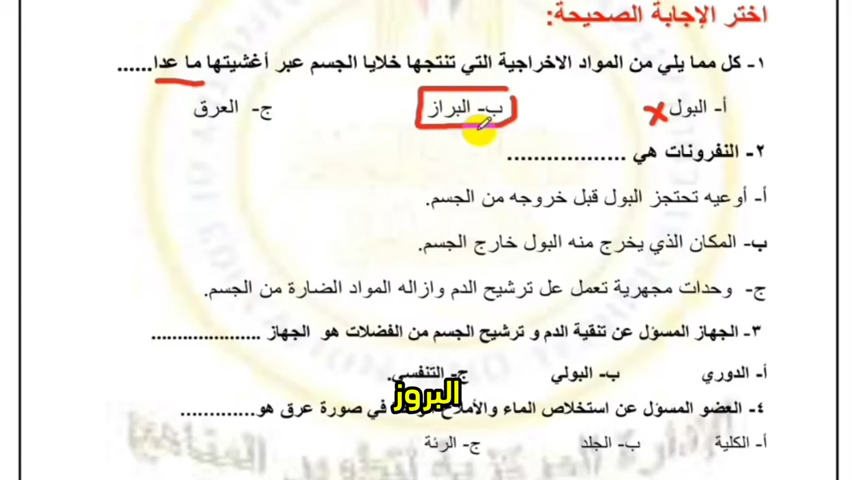 اختر الإجابة الصحيحة:
١- كل مما يلي من المواد الاخراجية التي تنتجها خلايا الجسم عبر أغشيتها ما عدا......
أ- البول ب- البراز ج- العرق
٢- النفرونات هي ..................
أ- أوعيه تحتجز البول قبل خروجه من الجسم.
ب- المكان الذي يخرج منه البول خارج الجسم.
ج- وحدات مجهرية تعمل عل ترشيح الدم وازاله المواد الضارة من الجسم.
٣- الجهاز المسؤل عن تنقية الدم و ترشيح الجسم من الفضلات هو الجهاز .....................
أ- الدوري ب- البولي ج- التنفسي.
البروز
٤- العضو المسؤل عن استخلاص الماء والأملاح في صورة عرق هو.............
أ- الكلية ب- الجلد ج- الرئة